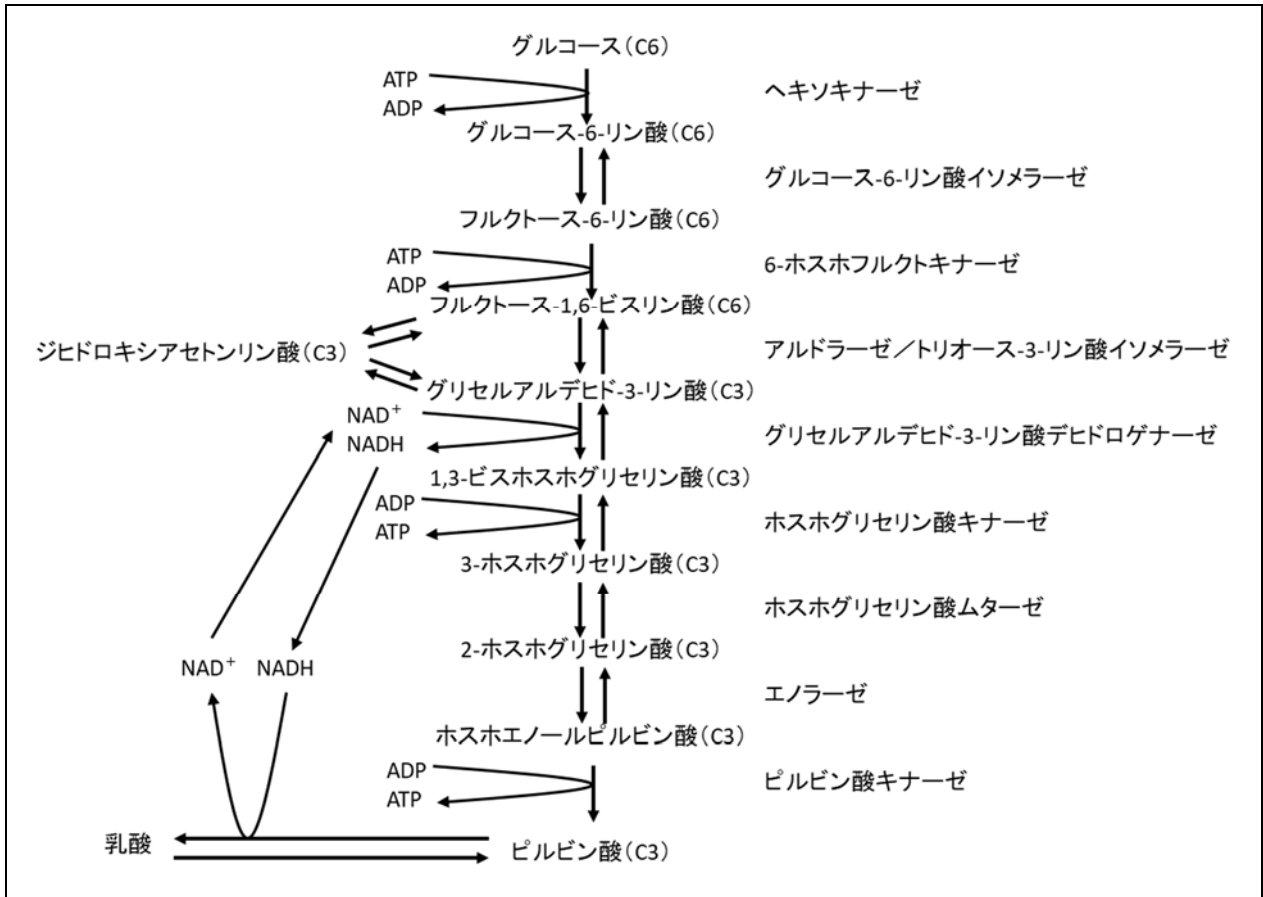 グルコース(C6)
ATP
ADP
ヘキソキナーゼ
グルコース-6-リン酸(C6)
グルコース-6-リン酸イソメラーゼ
フルクトース-6-リン酸(C6)
ATP
ADP
6-ホスホフルクトキナーゼ
フルクトース-1,6-ビスリン酸(C6)
ジヒドロキシアセトンリン酸(C3)
アルドラーゼ/トリオース-3-リン酸イソメラーゼ
グリセルアルデヒド-3-リン酸(C3)
NAD+
NADH
グリセルアルデヒド-3-リン酸デヒドロゲナーゼ
1,3-ビスホスホグリセリン酸(C3)
ADP
ATP
ホスホグリセリン酸キナーゼ
3-ホスホグリセリン酸(C3)
ホスホグリセリン酸ムターゼ
2-ホスホグリセリン酸(C3)
NAD+ NADH
エノラーゼ
ホスホエノールピルビン酸(C3)
ADP
ATP
ピルビン酸キナーゼ
乳酸
ピルビン酸(C3)